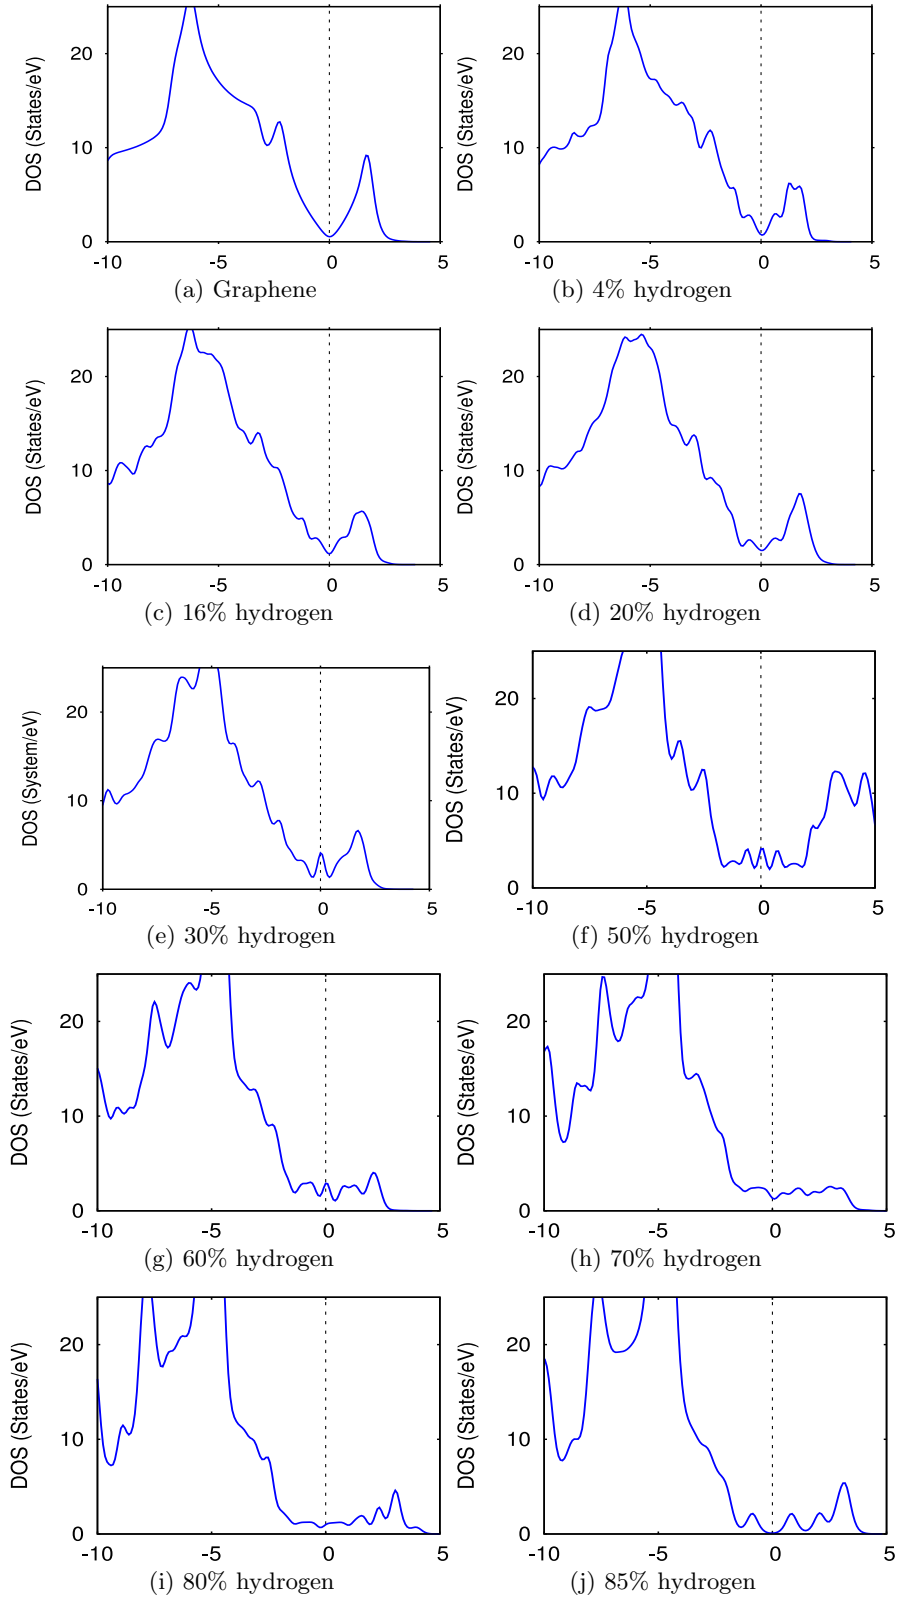 DOS (States/eV) 20 10 0 -10 -5 0 5
(a) Graphene
DOS (States/eV) 20 10 0 -10 -5 0 5
(b) 4% hydrogen
DOS (States/eV) 20 10 0 -10 -5 0 5
(c) 16% hydrogen
DOS (States/eV) 20 10 0 -10 -5 0 5
(d) 20% hydrogen
DOS (System/eV) 20 10 0 -10 -5 0 5
(e) 30% hydrogen
DOS (States/eV) 20 10 0 -10 -5 0 5
(f) 50% hydrogen
DOS (States/eV) 20 10 0 -10 -5 0 5
(g) 60% hydrogen
DOS (States/eV) 20 10 0 -10 -5 0 5
(h) 70% hydrogen
DOS (States/eV) 20 10 0 -10 -5 0 5
(i) 80% hydrogen
DOS (States/eV) 20 10 0 -10 -5 0 5
(j) 85% hydrogen